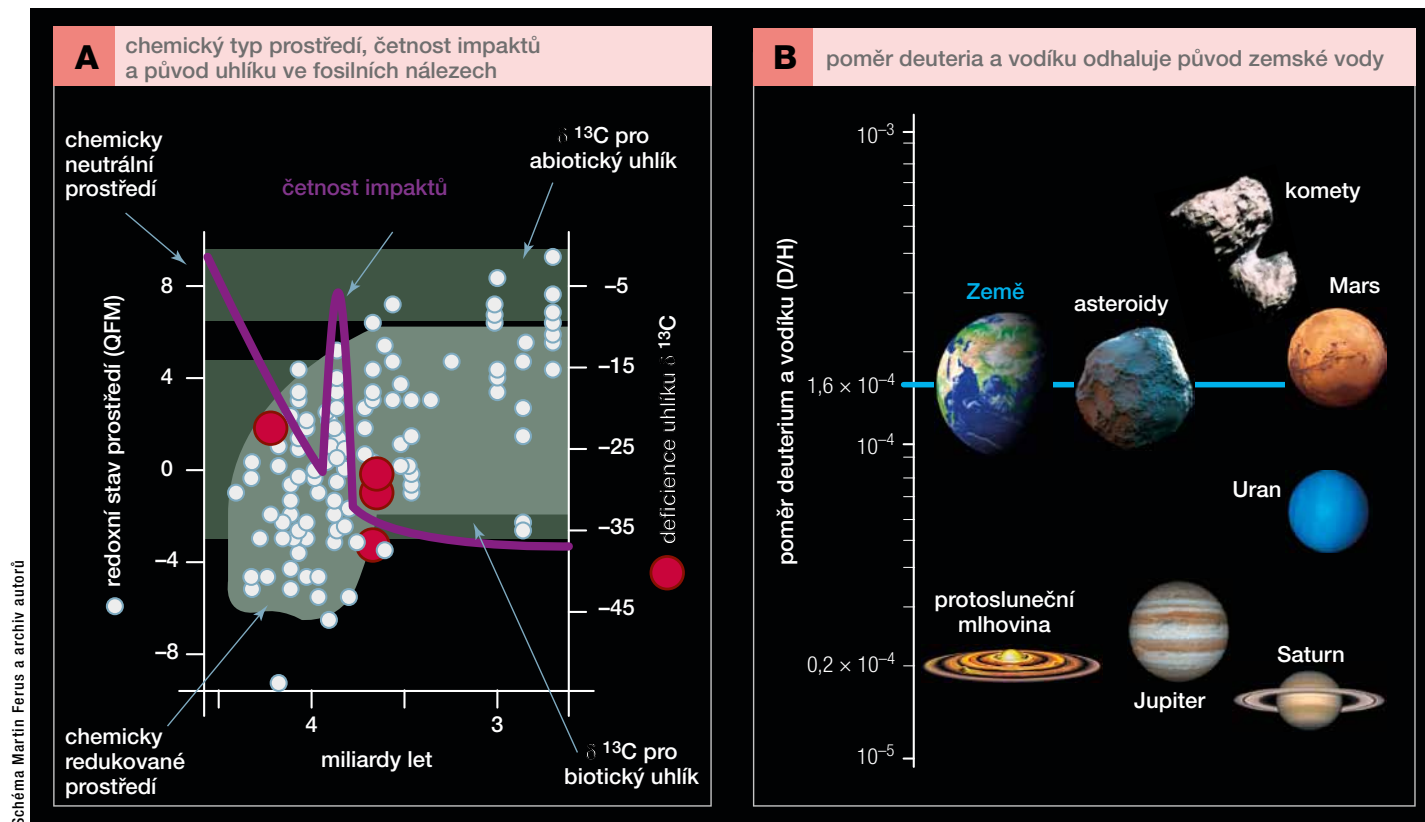 A
chemický typ prostředí, četnost impaktů
a původ uhlíku ve fosilních nálezech
chemicky
neutrální
prostředí
četnost impaktů
δ ¹³C pro
abiotický uhlík
redoxní stav prostředí (QFM)
8
4
0
−4
−8
−5
−15
−25
−35
−45
deficience uhlíku δ ¹³C
4
3
miliardy let
chemicky
redukované
prostředí
δ ¹³C pro
biotický uhlík
B
poměr deuteria a vodíku odhaluje původ zemské vody
poměr deuterium a vodíku (D/H)
10⁻³
1,6 × 10⁻⁴
10⁻⁴
0,2 × 10⁻⁴
10⁻⁵
komety
Země
asteroidy
Mars
Uran
protosluneční
mlhovina
Jupiter
Saturn
Schéma Martin Ferus a archiv autorů